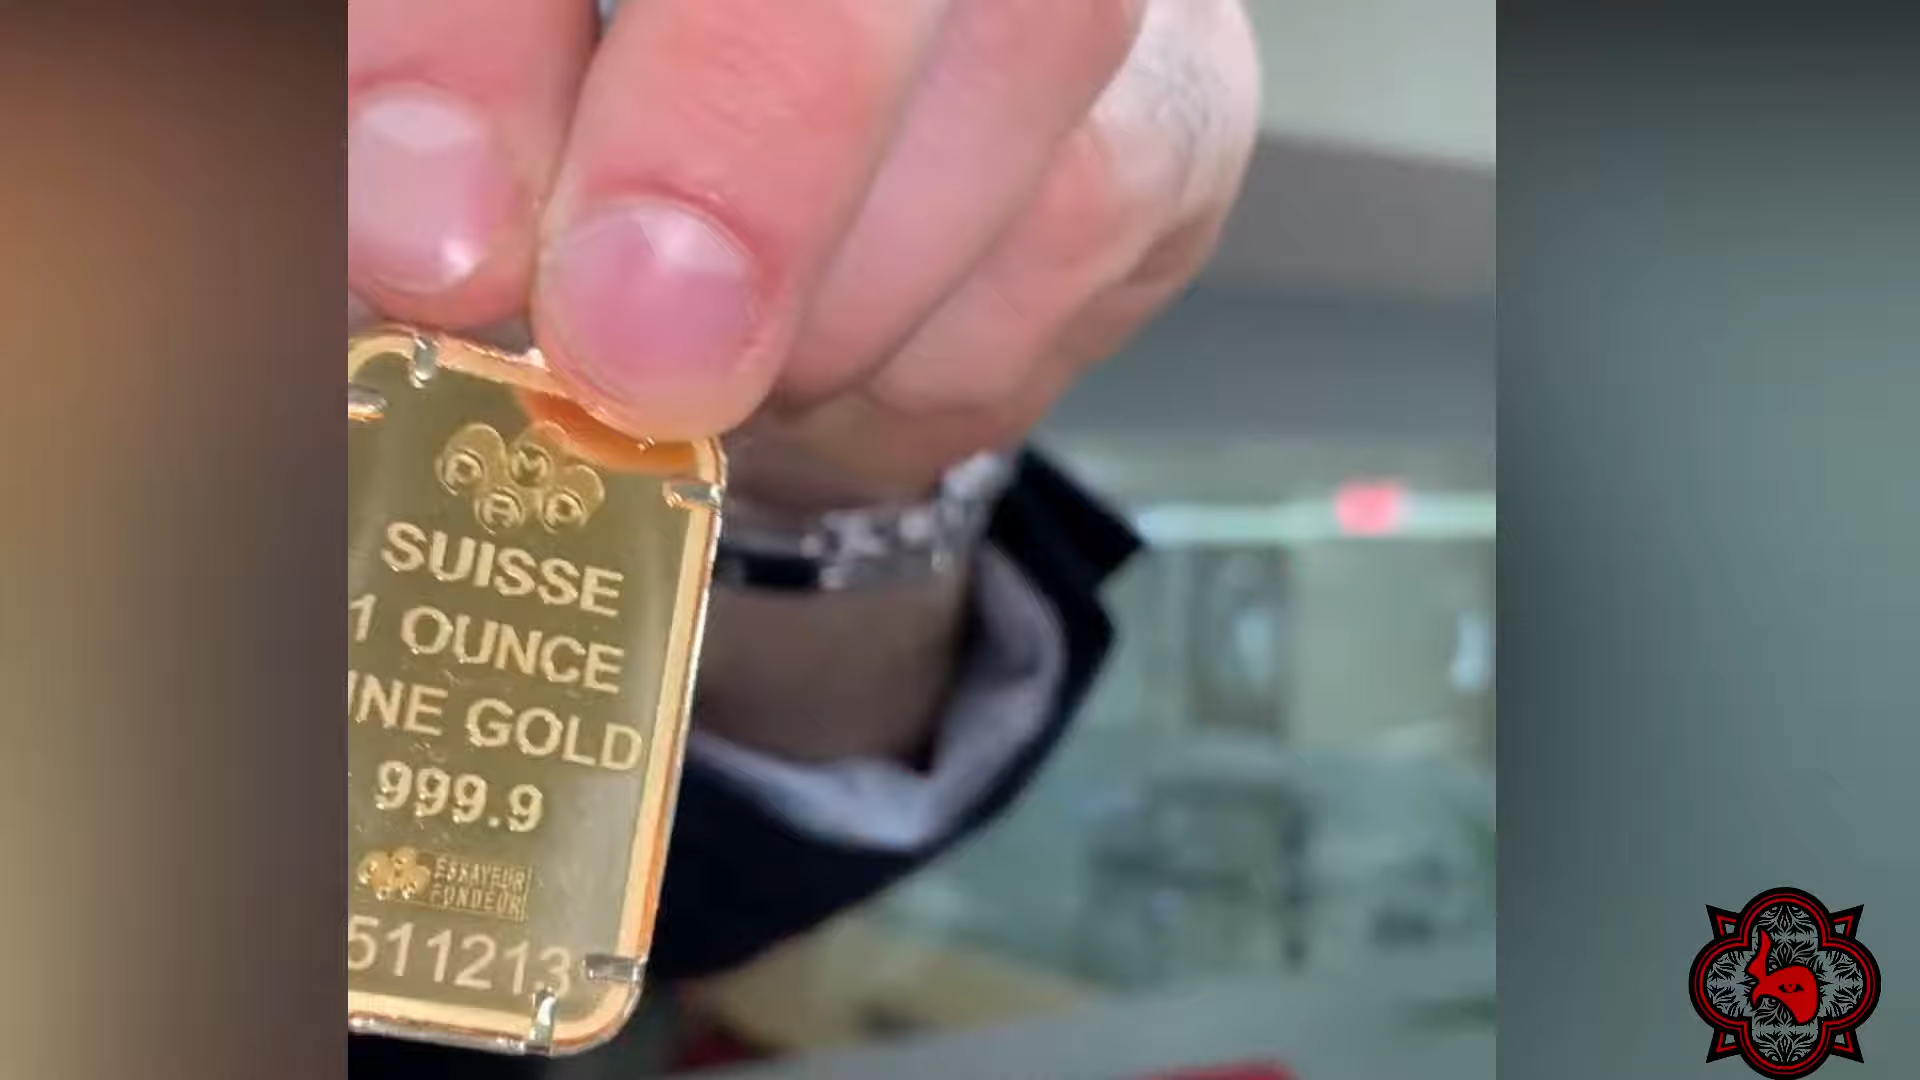 PAMP
SUISSE
1 OUNCE
INE GOLD
999.9
ESSAYEUR
FONDEUR
511213